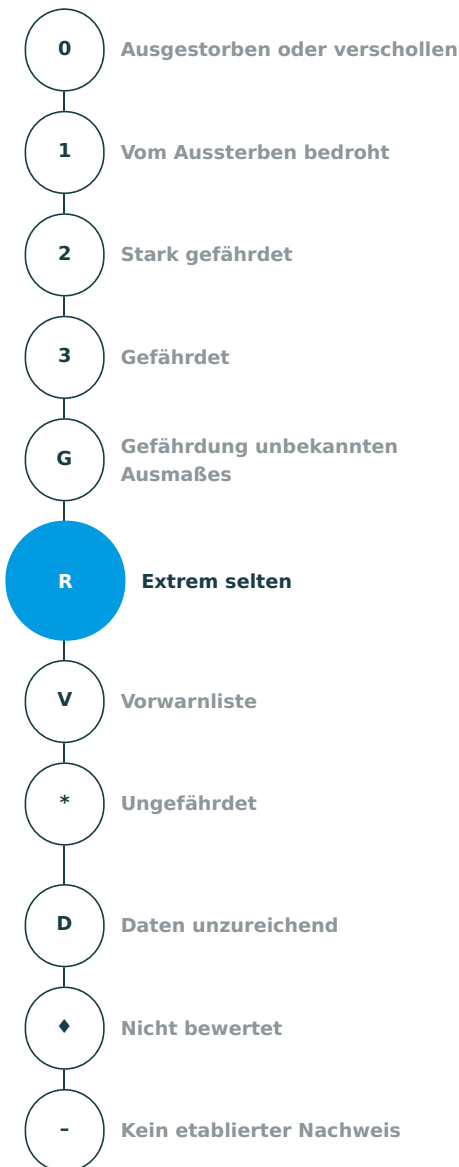 0 Ausgestorben oder verschollen
1 Vom Aussterben bedroht
2 Stark gefährdet
3 Gefährdet
G Gefährdung unbekannten
Ausmaßes
R Extrem selten
V Vorwarnliste
* Ungefährdet
D Daten unzureichend
♦ Nicht bewertet
– Kein etablierter Nachweis